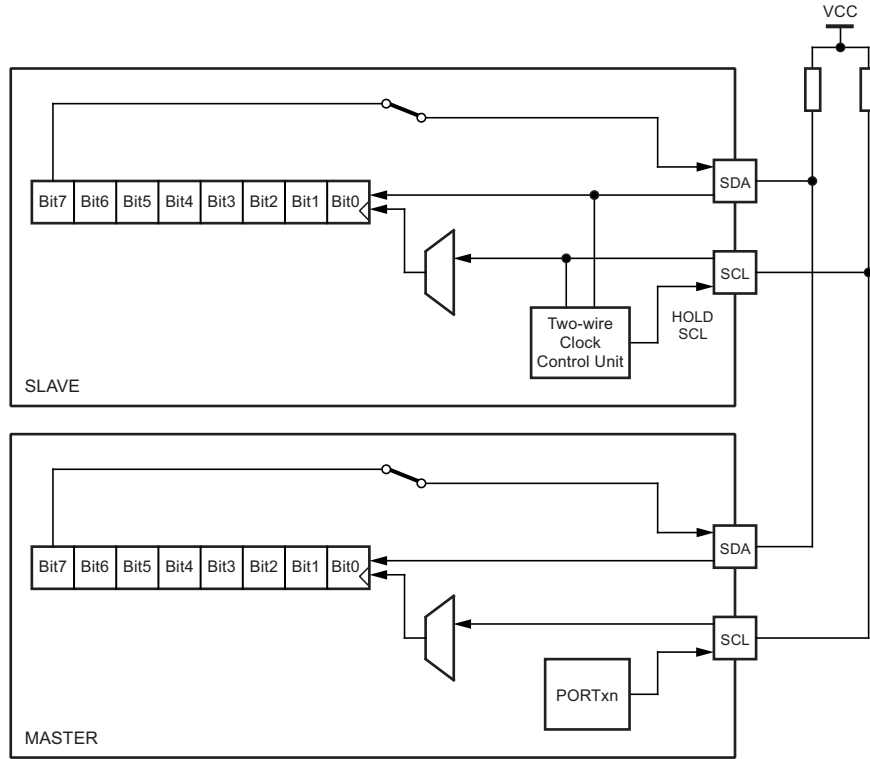 VCC
Bit7 Bit6 Bit5 Bit4 Bit3 Bit2 Bit1 Bit0
SDA
SCL
Two-wire
Clock
Control Unit
HOLD
SCL
SLAVE
Bit7 Bit6 Bit5 Bit4 Bit3 Bit2 Bit1 Bit0
SDA
SCL
PORTxn
MASTER